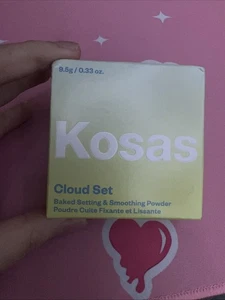 9.5g / 0.33 oz.
Kosas
Cloud Set
Baked Setting & Smoothing Powder
Poudre Cuite Fixante et Lissante